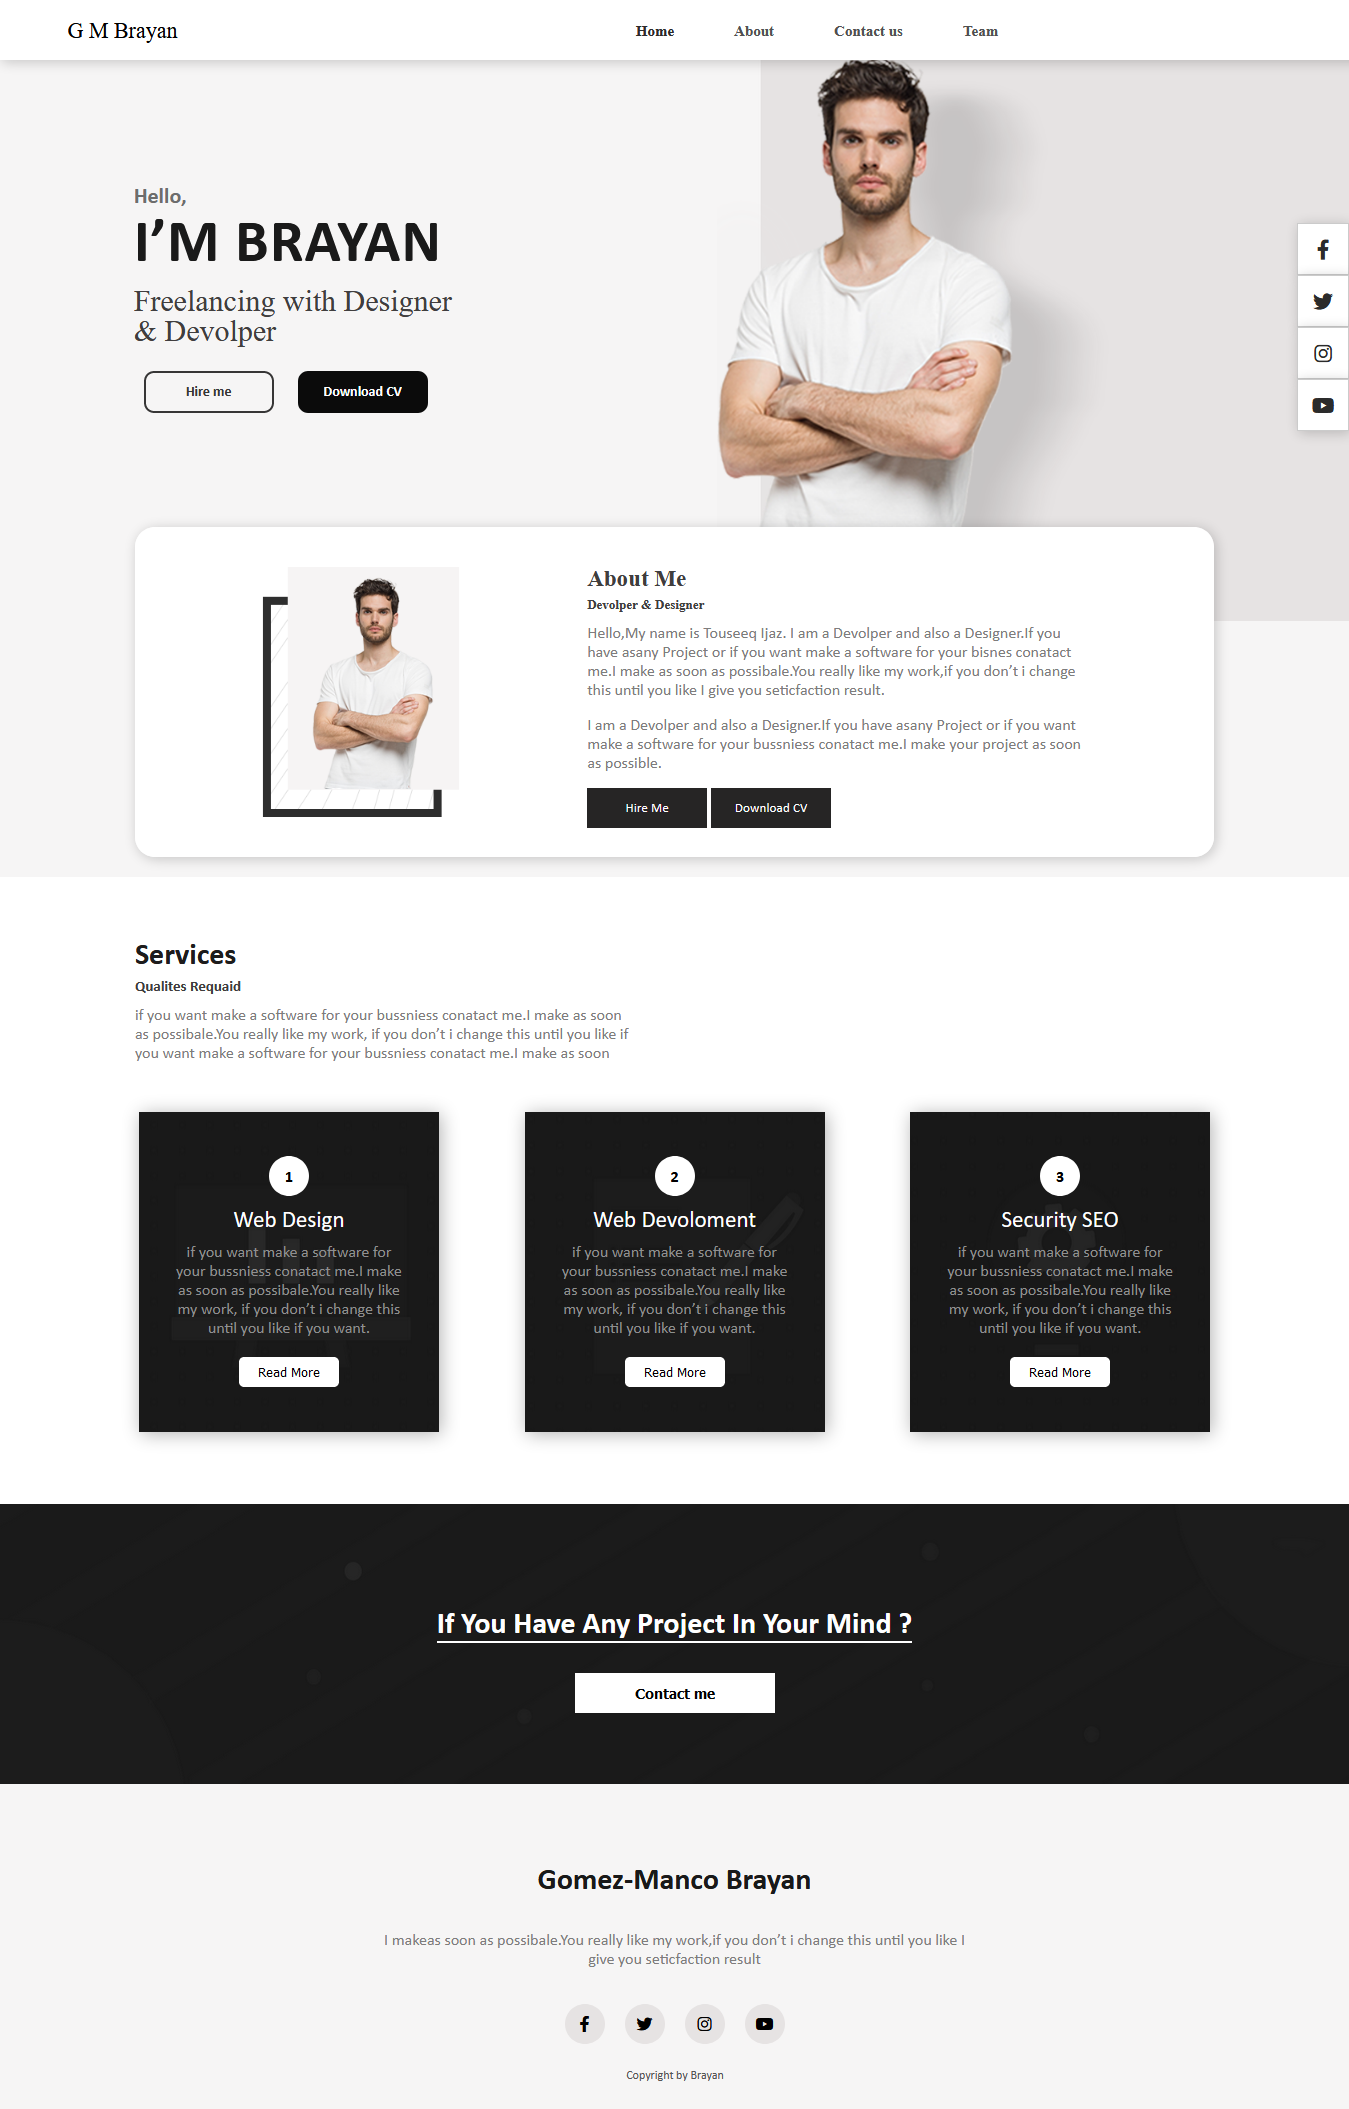 G M Brayan
Home About Contact us Team
Hello,
I’M BRAYAN
Freelancing with Designer
& Devolper
Hire me Download CV
About Me
Devolper & Designer
Hello,My name is Touseeq Ijaz. I am a Devolper and also a Designer.If you
have asany Project or if you want make a software for your bisnes conatact
me.I make as soon as possibale.You really like my work,if you don’t i change
this until you like I give you seticfaction result.
I am a Devolper and also a Designer.If you have asany Project or if you want
make a software for your bussniess conatact me.I make your project as soon
as possible.
Hire Me Download CV
Services
Qualites Requaid
if you want make a software for your bussniess conatact me.I make as soon
as possibale.You really like my work, if you don’t i change this until you like if
you want make a software for your bussniess conatact me.I make as soon
1
Web Design
if you want make a software for
your bussniess conatact me.I make
as soon as possibale.You really like
my work, if you don’t i change this
until you like if you want.
Read More
2
Web Devoloment
if you want make a software for
your bussniess conatact me.I make
as soon as possibale.You really like
my work, if you don’t i change this
until you like if you want.
Read More
3
Security SEO
if you want make a software for
your bussniess conatact me.I make
as soon as possibale.You really like
my work, if you don’t i change this
until you like if you want.
Read More
If You Have Any Project In Your Mind ?
Contact me
Gomez-Manco Brayan
I makeas soon as possibale.You really like my work,if you don’t i change this until you like I
give you seticfaction result
Copyright by Brayan